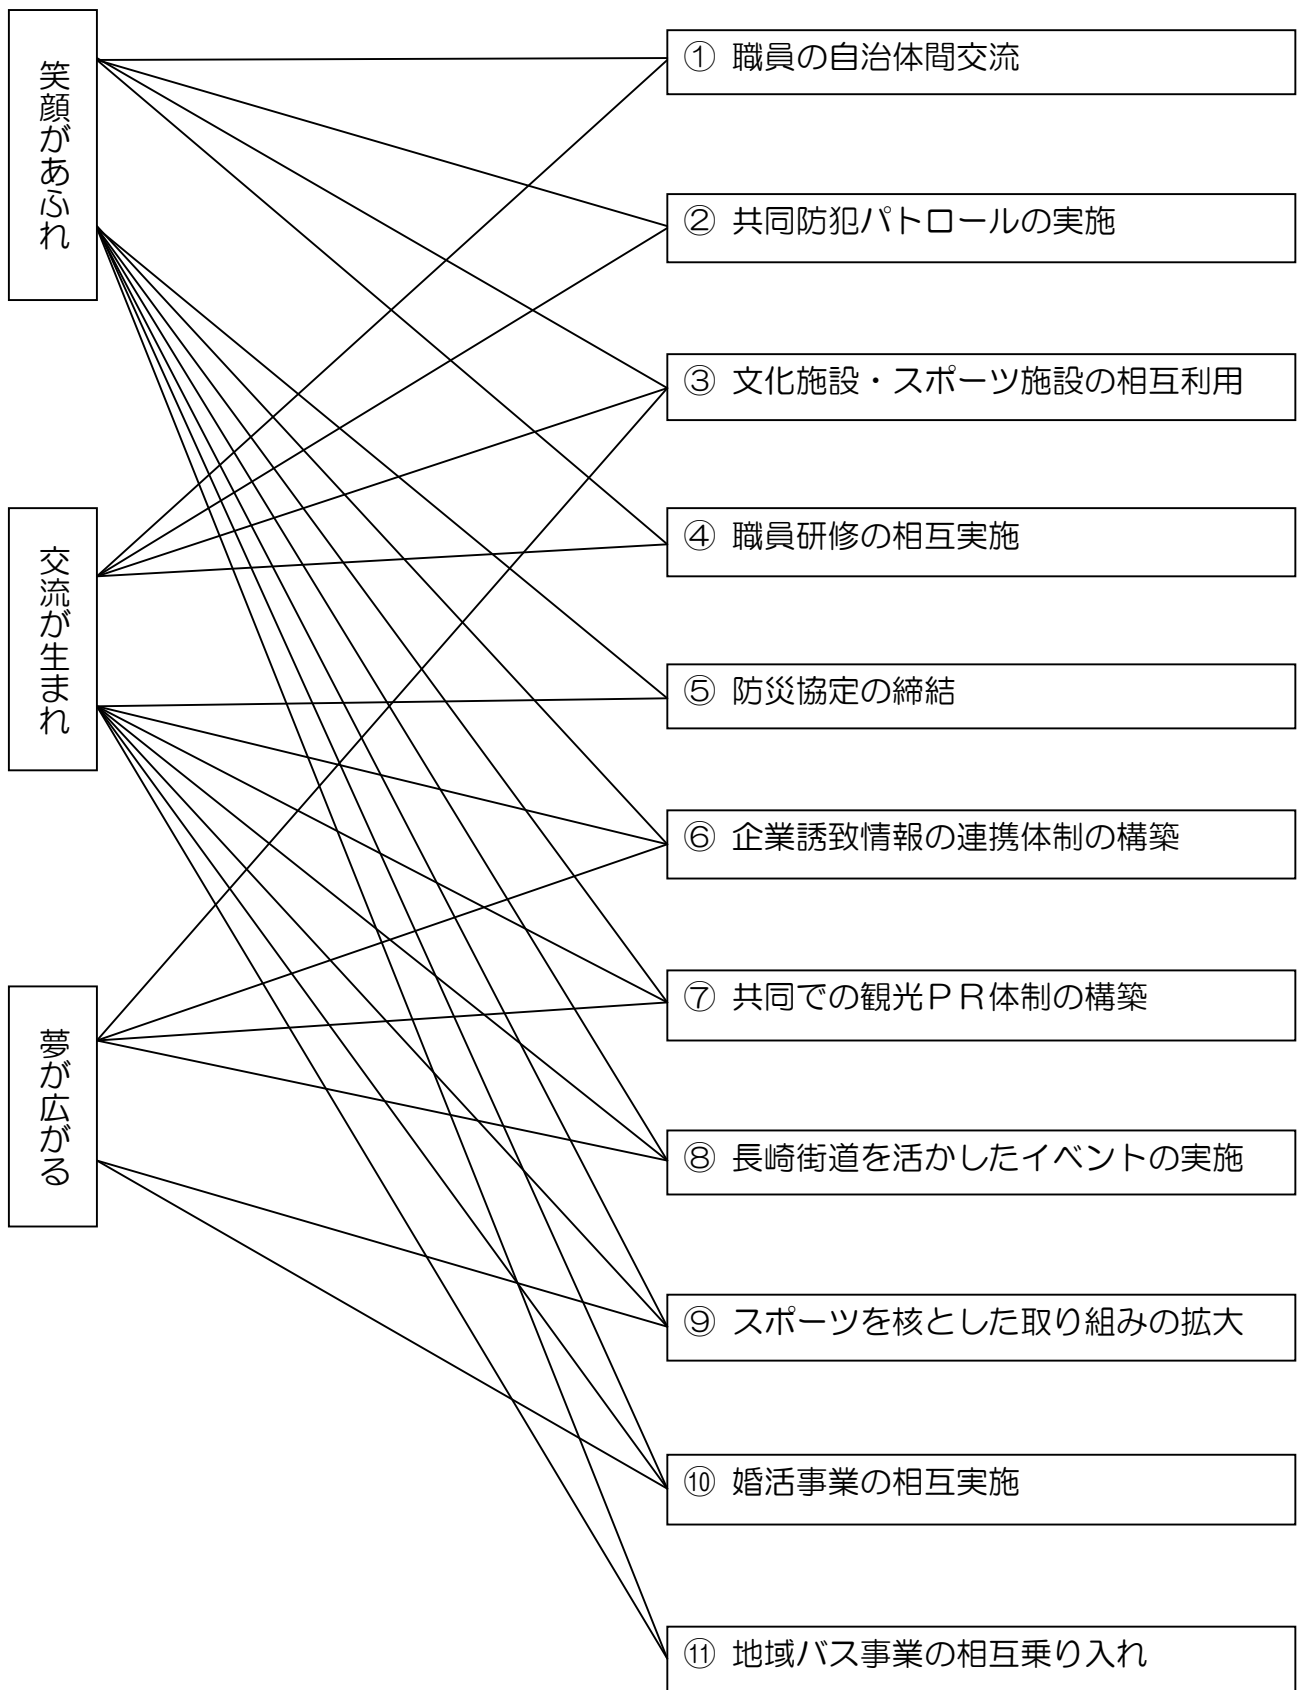 笑顔があふれ
交流が生まれ
夢が広がる
① 職員の自治体間交流
② 共同防犯パトロールの実施
③ 文化施設・スポーツ施設の相互利用
④ 職員研修の相互実施
⑤ 防災協定の締結
⑥ 企業誘致情報の連携体制の構築
⑦ 共同での観光ＰＲ体制の構築
⑧ 長崎街道を活かしたイベントの実施
⑨ スポーツを核とした取り組みの拡大
⑩ 婚活事業の相互実施
⑪ 地域バス事業の相互乗り入れ